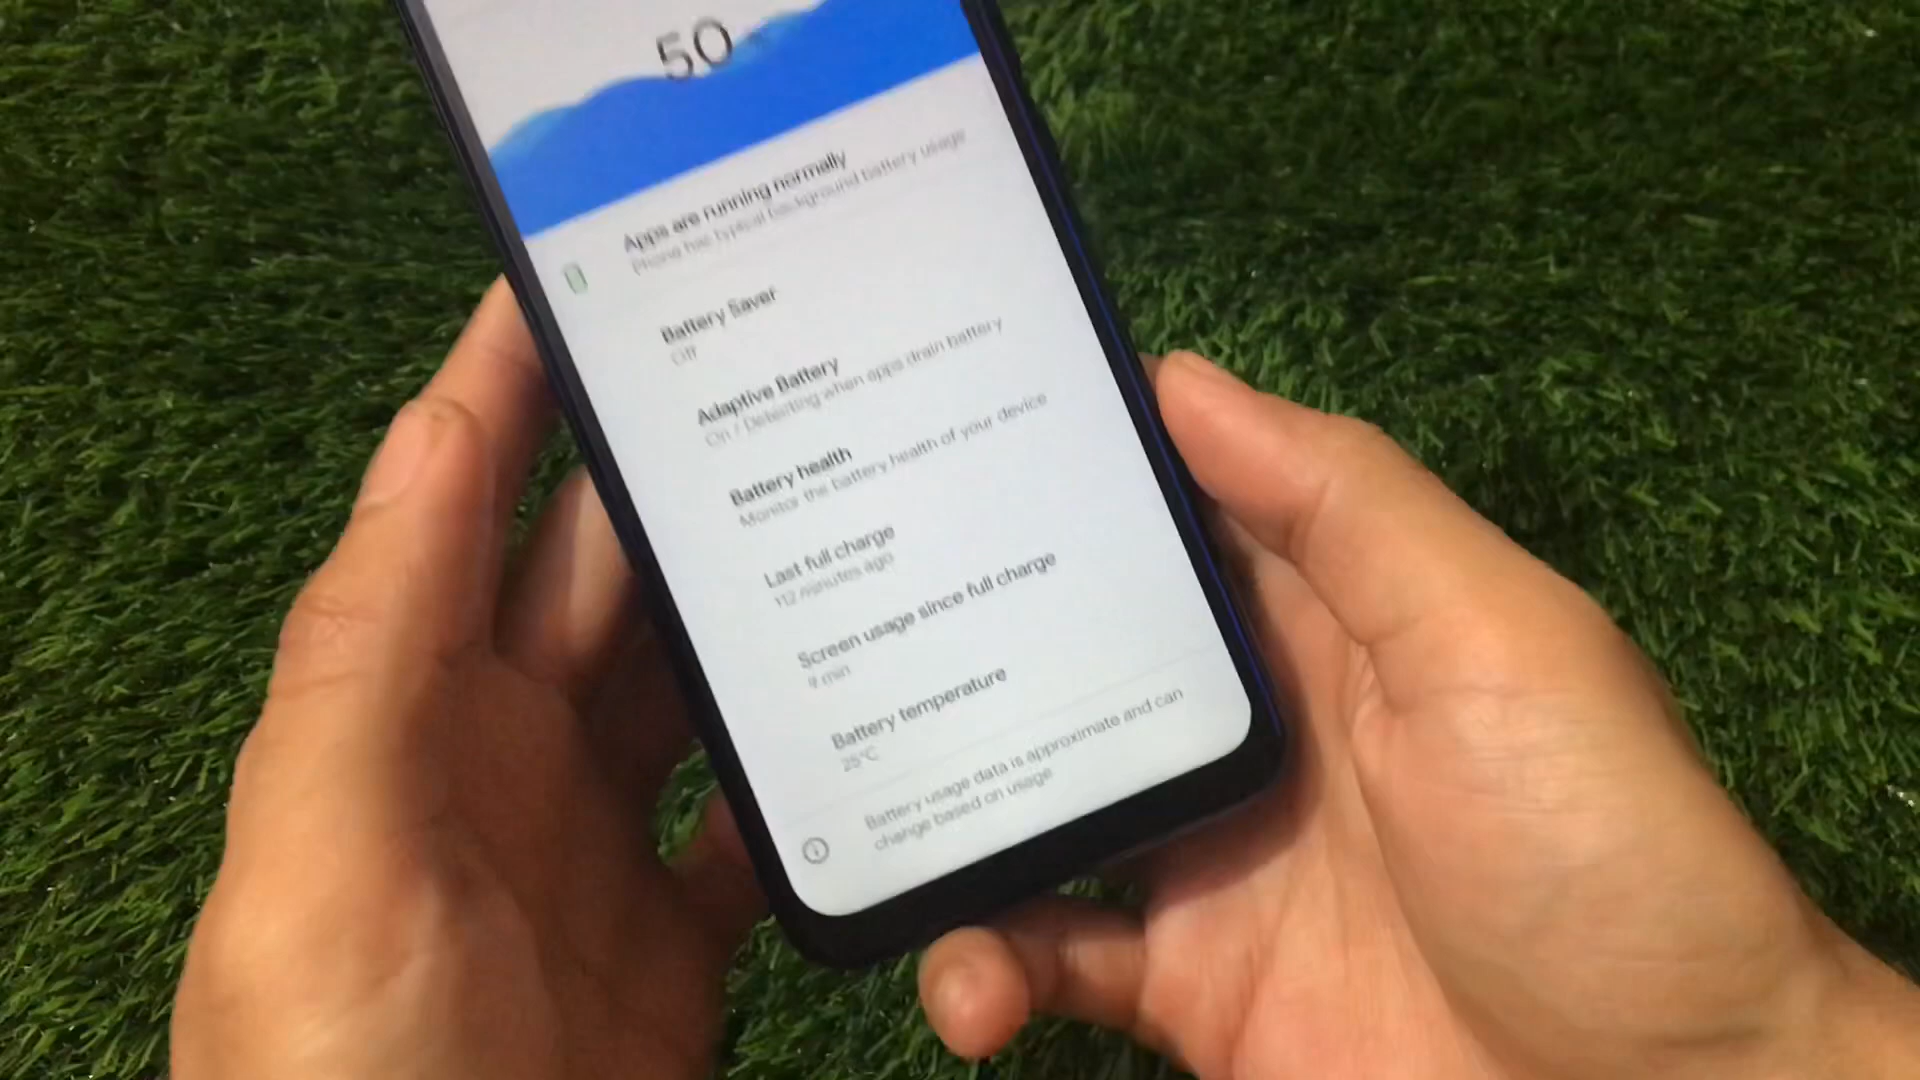 50
Apps are running normally
Phone has typical background battery usage
Battery Saver
Off
Adaptive Battery
On / Detecting when apps drain battery
Battery health
Monitor the battery health of your device
Last full charge
112 minutes ago
Screen usage since full charge
9 min
Battery temperature
25°C
Battery usage data is approximate and can
change based on usage